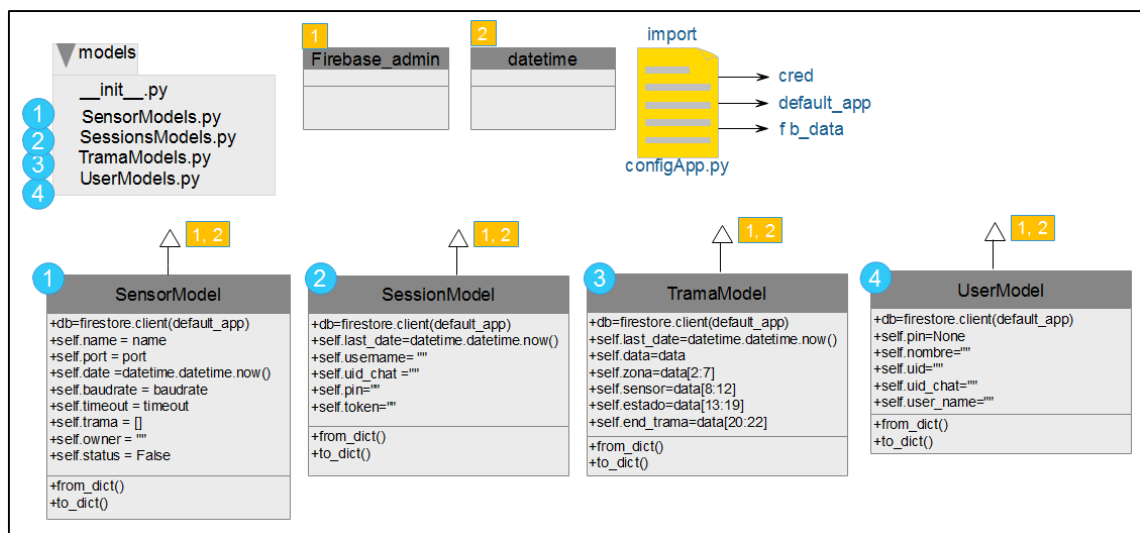 models
__init__.py
1 SensorModels.py
2 SessionsModels.py
3 TramaModels.py
4 UserModels.py
1
Firebase_admin
2
datetime
import
cred
default_app
fb_data
configApp.py
1, 2
1
SensorModel
+db=firestore.client(default_app)
+self.name = name
+self.port = port
+self.date =datetime.datetime.now()
+self.baudrate = baudrate
+self.timeout = timeout
+self.trama = []
+self.owner = ""
+self.status = False
+from_dict()
+to_dict()
1, 2
2
SessionModel
+db=firestore.client(default_app)
+self.last_date=datetime.datetime.now()
+self.username= ""
+self.uid_chat =""
+self.pin=""
+self.token=""
+from_dict()
+to_dict()
1, 2
3
TramaModel
+db=firestore.client(default_app)
+self.last_date=datetime.datetime.now()
+self.data=data
+self.zona=data[2:7]
+self.sensor=data[8:12]
+self.estado=data[13:19]
+self.end_trama=data[20:22]
+from_dict()
+to_dict()
1, 2
4
UserModel
+db=firestore.client(default_app)
+self.pin=None
+self.nombre=""
+self.uid=""
+self.uid_chat=""
+self.user_name=""
+from_dict()
+to_dict()